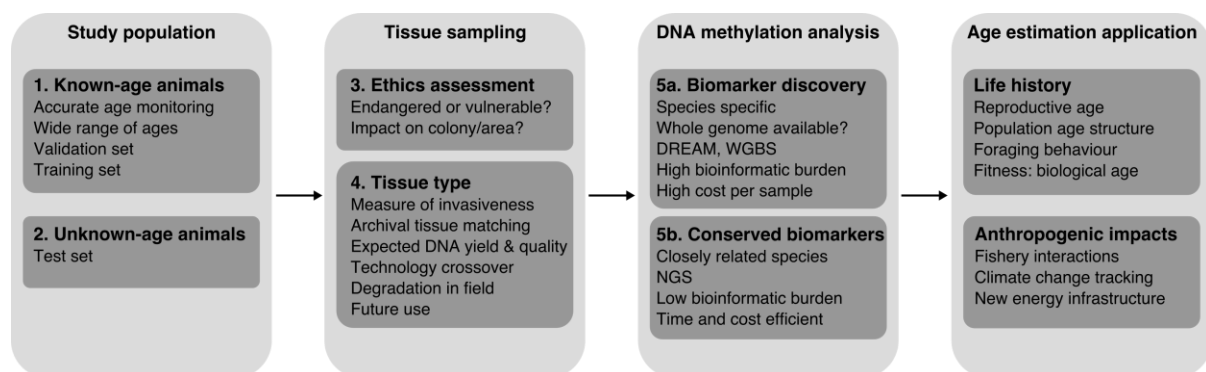 Study population
1. Known-age animals
Accurate age monitoring
Wide range of ages
Validation set
Training set
2. Unknown-age animals
Test set
Tissue sampling
3. Ethics assessment
Endangered or vulnerable?
Impact on colony/area?
4. Tissue type
Measure of invasiveness
Archival tissue matching
Expected DNA yield & quality
Technology crossover
Degradation in field
Future use
DNA methylation analysis
5a. Biomarker discovery
Species specific
Whole genome available?
DREAM, WGBS
High bioinformatic burden
High cost per sample
5b. Conserved biomarkers
Closely related species
NGS
Low bioinformatic burden
Time and cost efficient
Age estimation application
Life history
Reproductive age
Population age structure
Foraging behaviour
Fitness: biological age
Anthropogenic impacts
Fishery interactions
Climate change tracking
New energy infrastructure